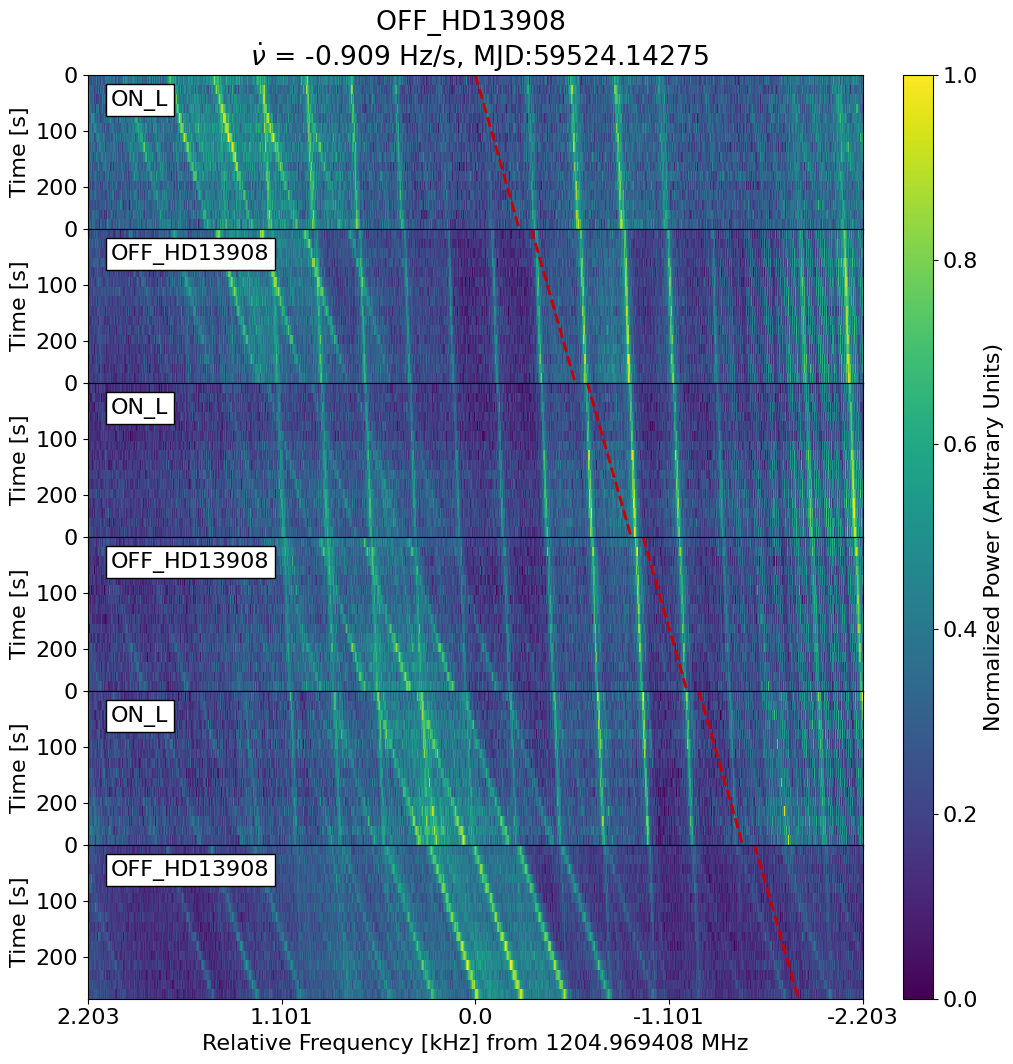 OFF_HD13908
ν̇ = -0.909 Hz/s, MJD:59524.14275
ON_L
OFF_HD13908
ON_L
OFF_HD13908
ON_L
OFF_HD13908
Time [s]
0
100
200
Time [s]
0
100
200
Time [s]
0
100
200
Time [s]
0
100
200
Time [s]
0
100
200
Time [s]
0
100
200
2.203
1.101
0.0
-1.101
-2.203
Relative Frequency [kHz] from 1204.969408 MHz
1.0
0.8
0.6
0.4
0.2
0.0
Normalized Power (Arbitrary Units)